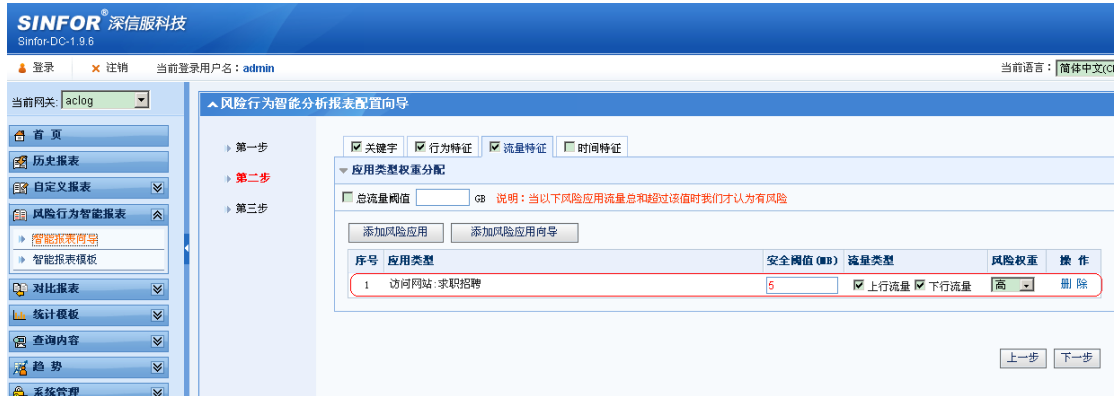 SINFOR® 深信服科技
Sinfor-DC-1.9.6
登录 注销 当前登录用户名：admin 当前语言： 简体中文(C
当前网关: aclog
首 页
历史报表
自定义报表
风险行为智能报表
智能报表向导
智能报表模板
对比报表
统计模板
查询内容
趋 势
系统管理
风险行为智能分析报表配置向导
第一步
第二步
第三步
关键字 行为特征 流量特征 时间特征
应用类型权重分配
总流量阀值 GB 说明：当以下风险应用流量总和超过该值时我们才认为有风险
添加风险应用 添加风险应用向导
序号 应用类型 安全阈值(MB) 流量类型 风险权重 操 作
1 访问网站:求职招聘 5 上行流量 下行流量 高 删 除
上一步 下一步